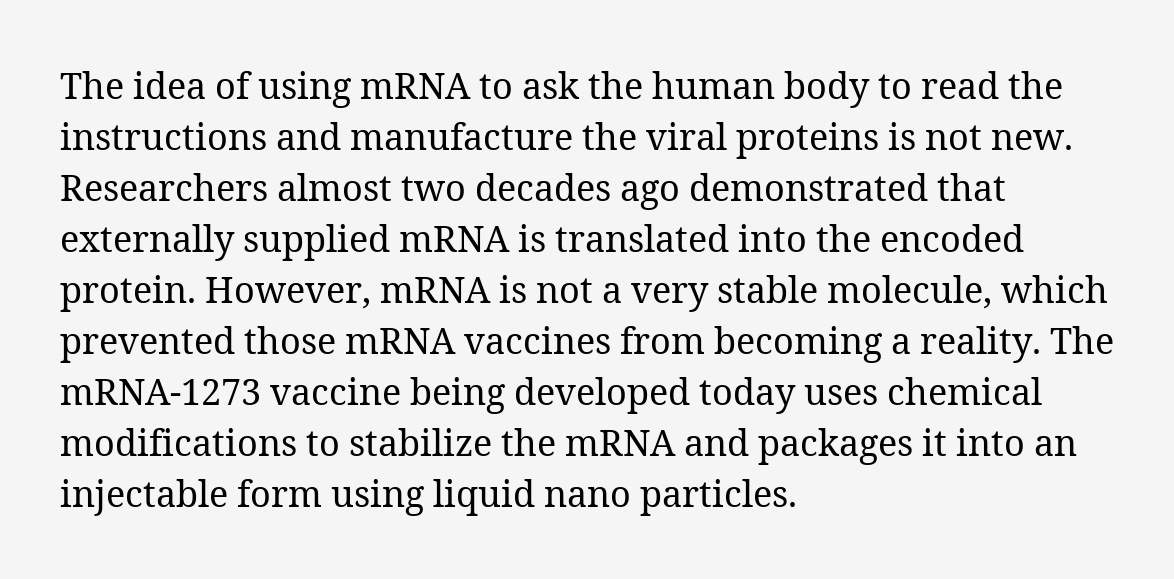 The idea of using mRNA to ask the human body to read the
instructions and manufacture the viral proteins is not new.
Researchers almost two decades ago demonstrated that
externally supplied mRNA is translated into the encoded
protein. However, mRNA is not a very stable molecule, which
prevented those mRNA vaccines from becoming a reality. The
mRNA-1273 vaccine being developed today uses chemical
modifications to stabilize the mRNA and packages it into an
injectable form using liquid nano particles.